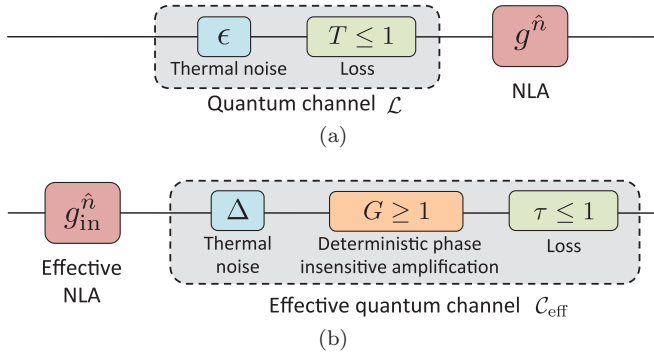 ϵ
T ≤ 1
g^n̂
Thermal noise
Loss
Quantum channel 𝓛
NLA
(a)
g_in^n̂
Δ
G ≥ 1
τ ≤ 1
Effective
NLA
Thermal
noise
Deterministic phase
insensitive amplification
Loss
Effective quantum channel 𝒞_eff
(b)